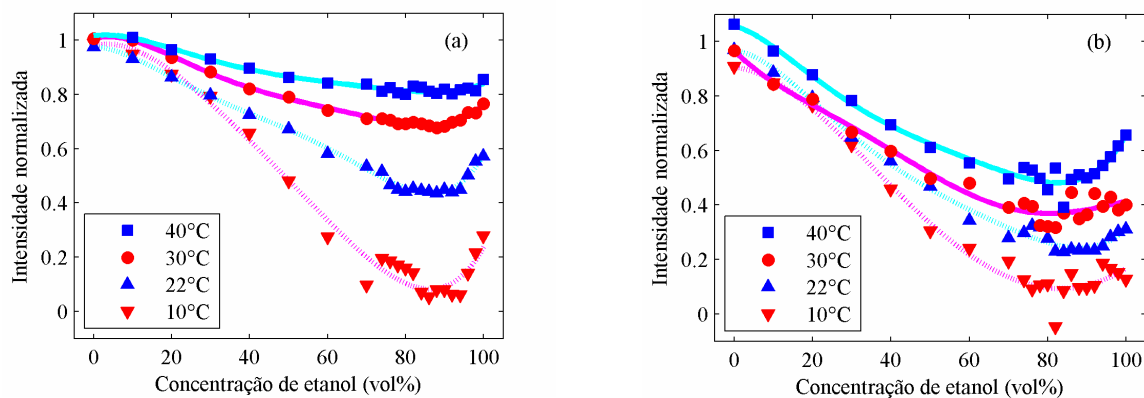 (a)
1
0.8
0.6
0.4
0.2
0
Intensidade normalizada
40°C
30°C
22°C
10°C
0 20 40 60 80 100
Concentração de etanol (vol%)
(b)
1
0.8
0.6
0.4
0.2
0
Intensidade normalizada
40°C
30°C
22°C
10°C
0 20 40 60 80 100
Concentração de etanol (vol%)